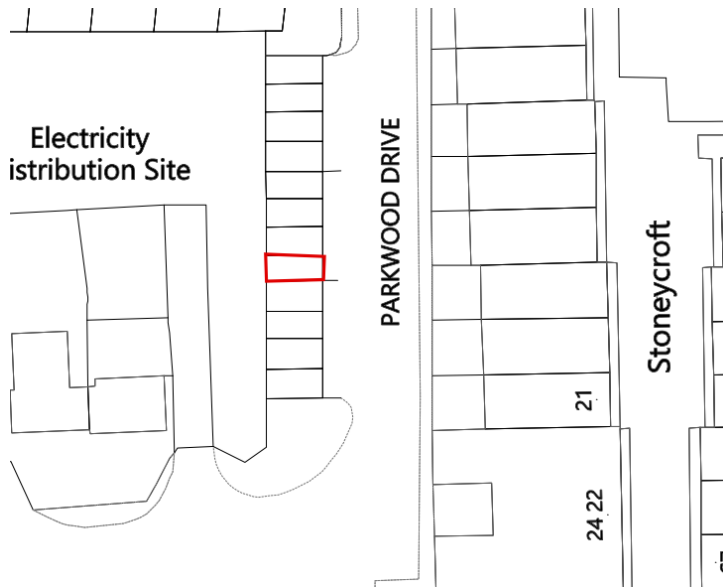 Electricity
istribution Site
PARKWOOD DRIVE
Stoneycroft
21
24 22